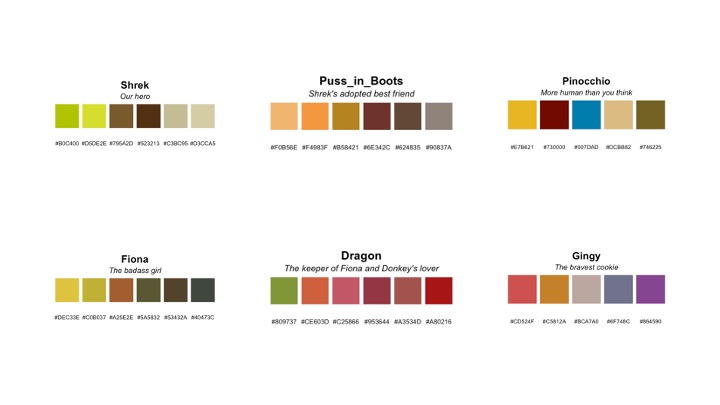 Shrek
Our hero
#B0C400 #D5DE2E #795A2D #523213 #C3BC95 #D3CCA5
Puss_in_Boots
Shrek's adopted best friend
#F0B56E #F4983F #B58421 #6E342C #624835 #90837A
Pinocchio
More human than you think
#E7B621 #730000 #007DAD #DCBB82 #746225
Fiona
The badass girl
#DEC33E #C0B037 #A25E2E #5A5832 #53432A #40473C
Dragon
The keeper of Fiona and Donkey's lover
#809737 #CE603D #C25866 #953644 #A3534D #A80216
Gingy
The bravest cookie
#CD524F #C5812A #BCA7A0 #6F748C #864590